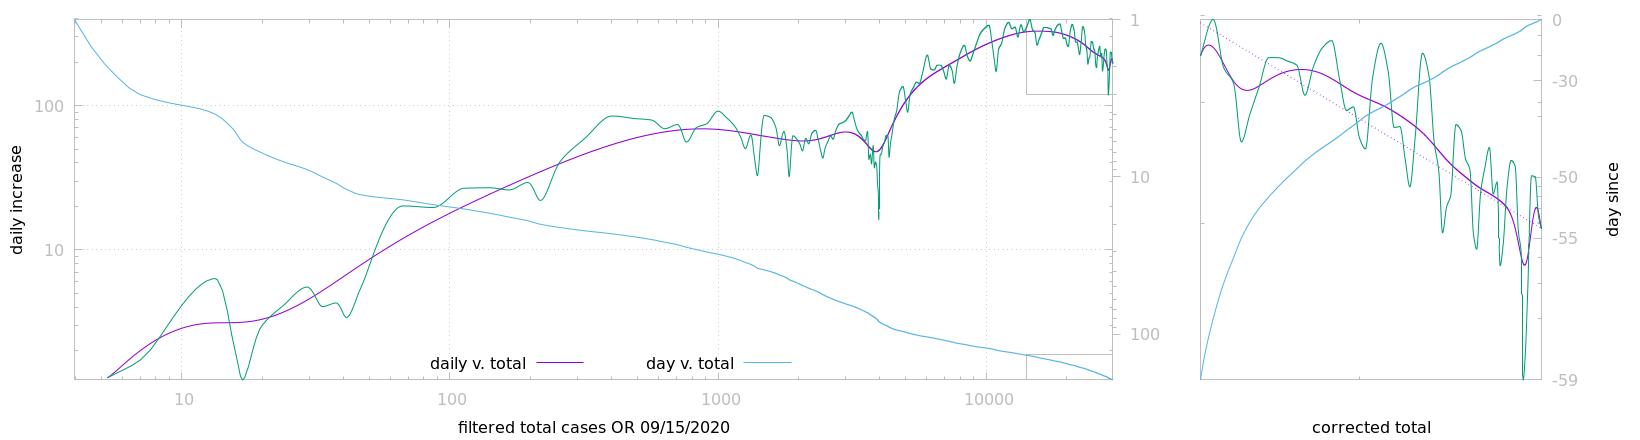 daily increase
100
10
daily v. total
day v. total
10
100
1000
10000
filtered total cases OR 09/15/2020
1
10
100
0
-30
-50
-55
-59
day since
corrected total